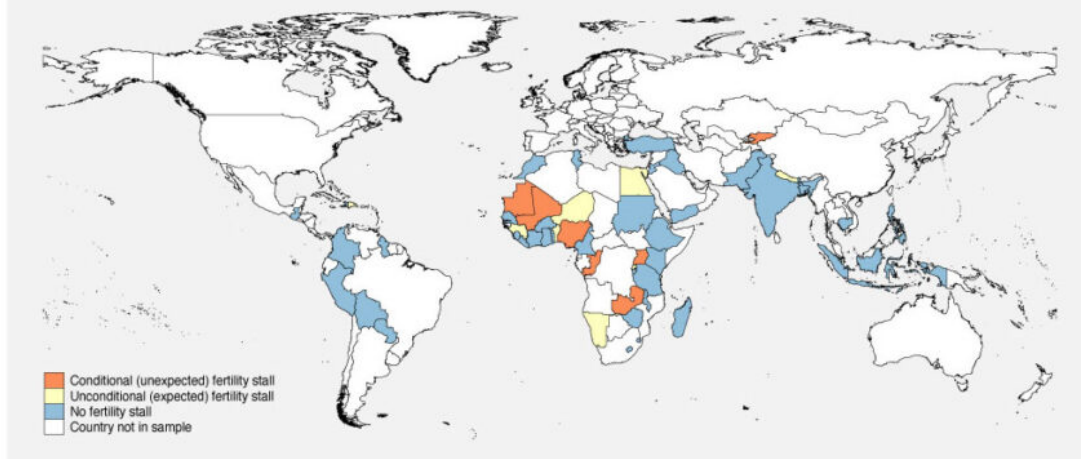 Conditional (unexpected) fertility stall
Unconditional (expected) fertility stall
No fertility stall
Country not in sample